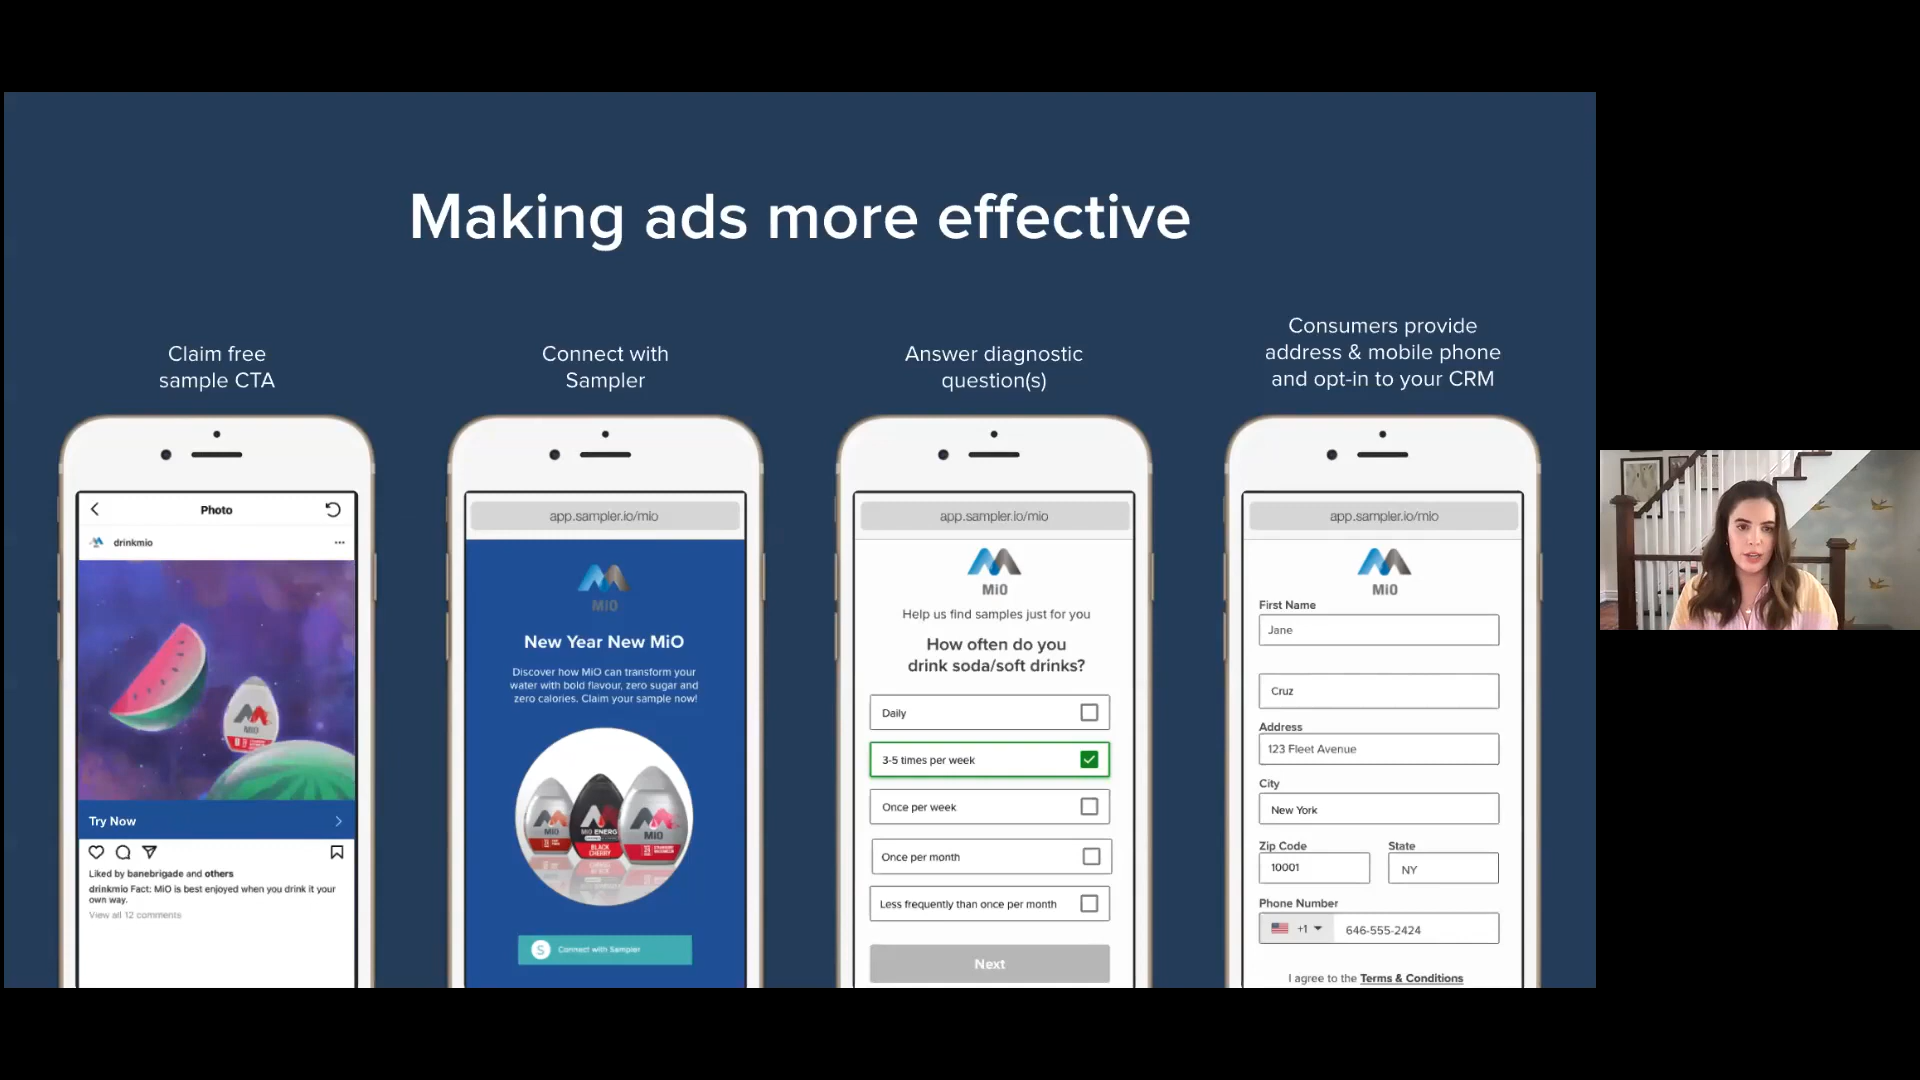 Making ads more effective
Claim free
sample CTA
Connect with
Sampler
Answer diagnostic
question(s)
Consumers provide
address & mobile phone
and opt-in to your CRM
Photo
drinkmio
MiO
Try Now
Liked by banebrigade and others
drinkmio Fact: MiO is best enjoyed when you drink it your
own way.
View all 12 comments
app.sampler.io/mio
MiO
New Year New MiO
Discover how MiO can transform your
water with bold flavour, zero sugar and
zero calories. Claim your sample now!
MiO
MiO ENERGY
BLACK
CHERRY
MiO
S Connect with Sampler
app.sampler.io/mio
MiO
Help us find samples just for you
How often do you
drink soda/soft drinks?
Daily
3-5 times per week
Once per week
Once per month
Less frequently than once per month
Next
app.sampler.io/mio
MiO
First Name
Jane
Cruz
Address
123 Fleet Avenue
City
New York
Zip Code
State
10001
NY
Phone Number
+1
646-555-2424
I agree to the Terms & Conditions